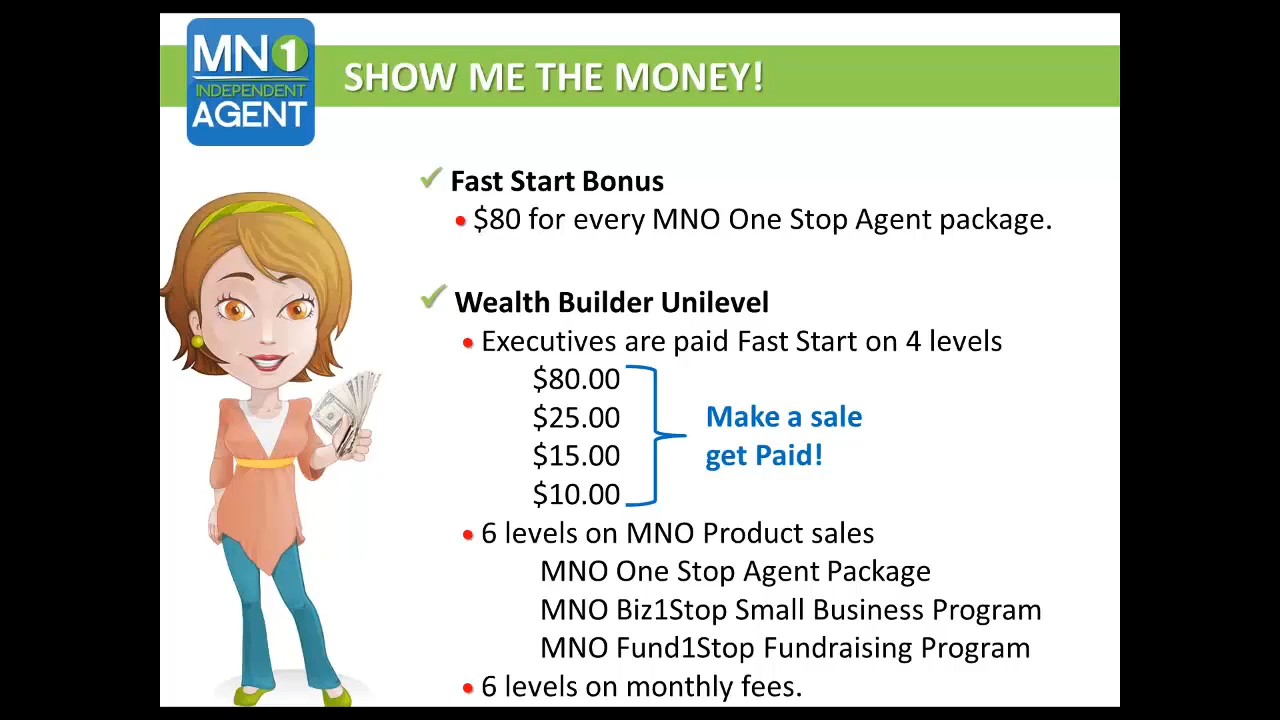 MN1
INDEPENDENT
AGENT
SHOW ME THE MONEY!
Fast Start Bonus
$80 for every MNO One Stop Agent package.
Wealth Builder Unilevel
Executives are paid Fast Start on 4 levels
$80.00
$25.00
$15.00
$10.00
Make a sale
get Paid!
6 levels on MNO Product sales
MNO One Stop Agent Package
MNO Biz1Stop Small Business Program
MNO Fund1Stop Fundraising Program
6 levels on monthly fees.